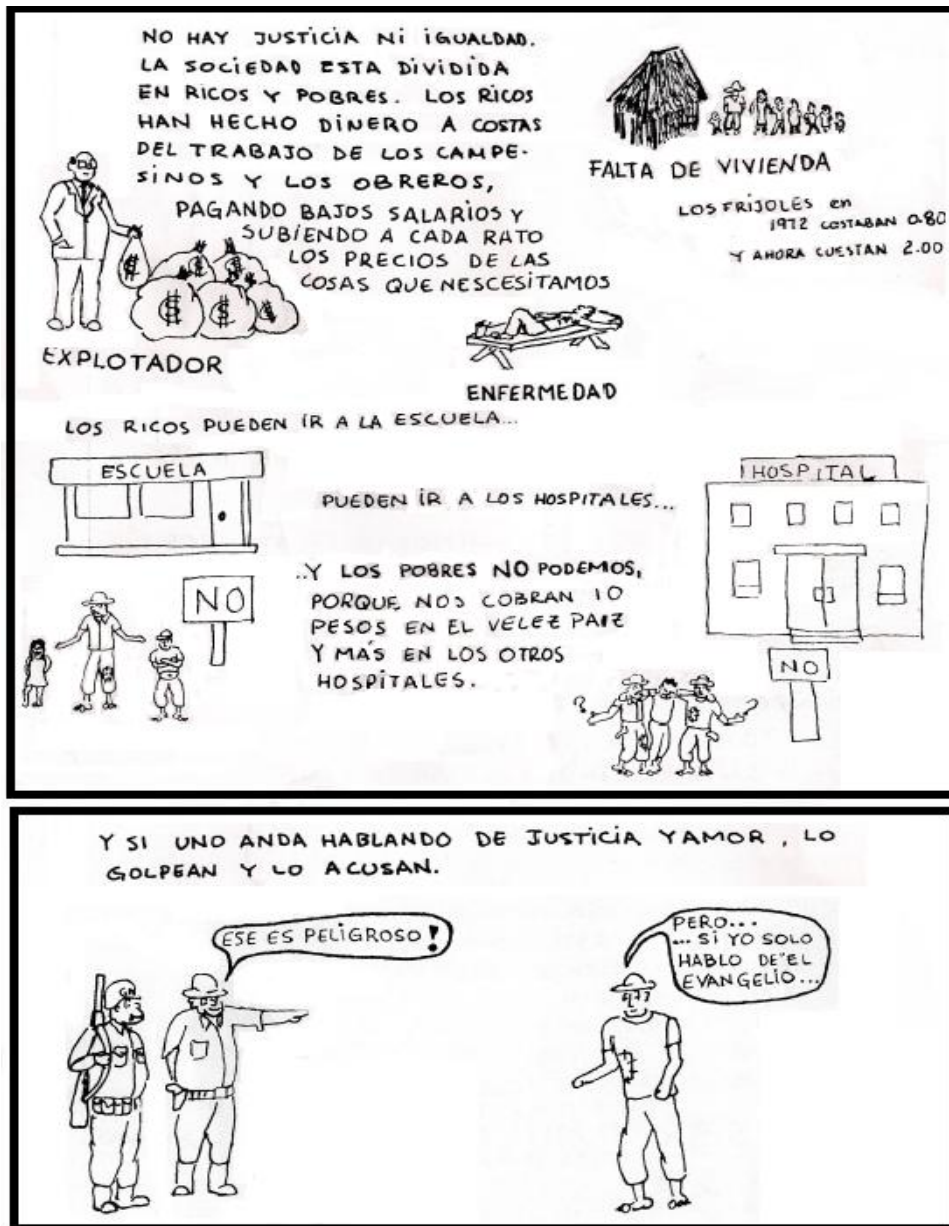 NO HAY JUSTICIA Ni iGUALDAD.
LA SOCIEDAD ESTA DIVIDIDA
EN RICOS Y POBRES. LOS RICOS
HAN HECHO DINERO A COSTAS
DEL TRABAJO DE LOS CAMPE-
SINOS Y LOS OBREROS,
PAGANDO BAJOS SALARIOS Y
SUBIENDO A CADA RATO
LOS PRECIOS DE LAS
COSAS QUE NESCESITAMOS
FALTA DE VIVIENDA
LOS FRIJOLES en
1972 COSTABAN 0.80
Y AHORA CUESTAN 2.00
$ $ $ $ $ $
EXPLOTADOR
ENFERMEDAD
LOS RICOS PUEDEN IR A LA ESCUELA...
ESCUELA
PUEDEN IR A LOS HOSPITALES...
HOSPITAL
NO
...Y LOS POBRES NO PODEMOS,
PORQUE NOS COBRAN 10
PESOS EN EL VELEZ PAIZ
Y MÁS EN LOS OTROS
HOSPITALES.
NO
?
Y SI UNO ANDA HABLANDO DE JUSTICIA Y AMOR, LO
GOLPEAN Y LO ACUSAN.
ESE ES PELIGROSO!
PERO...
... SI YO SOLO
HABLO DE"EL
EVANGELIO...
GN